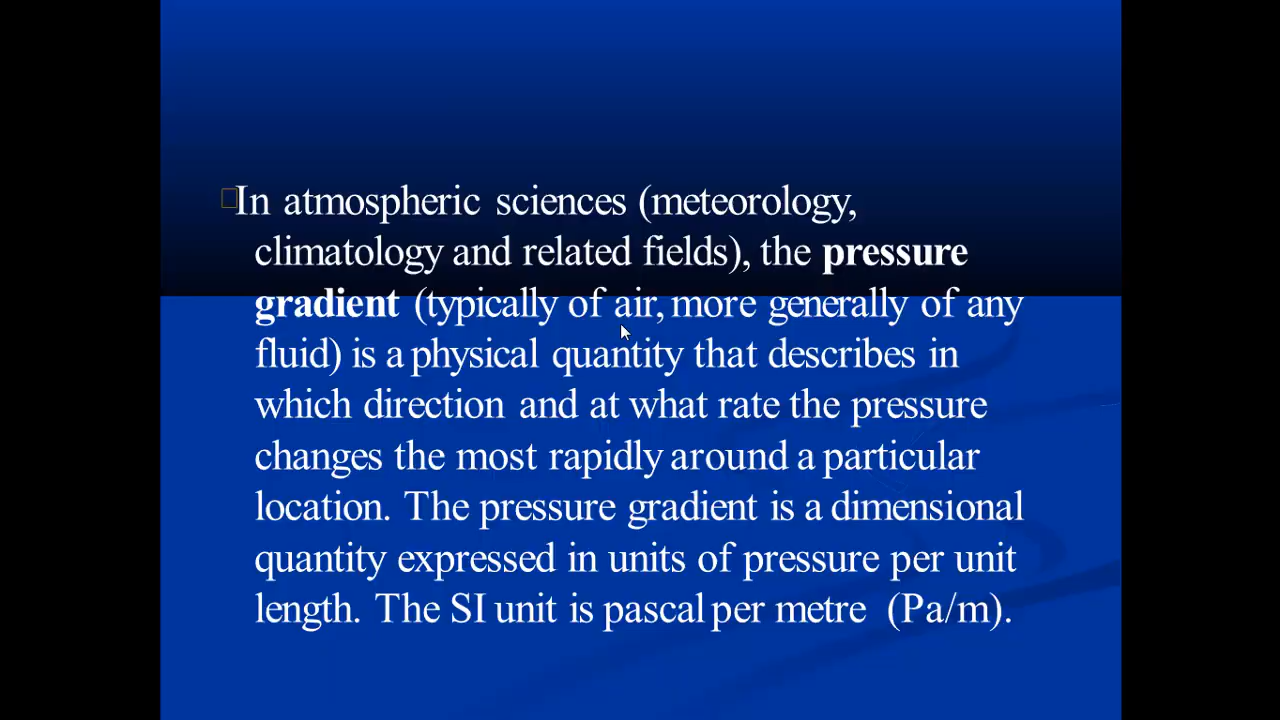 In atmospheric sciences (meteorology,
climatology and related fields), the pressure
gradient (typically of air, more generally of any
fluid) is a physical quantity that describes in
which direction and at what rate the pressure
changes the most rapidly around a particular
location. The pressure gradient is a dimensional
quantity expressed in units of pressure per unit
length. The SI unit is pascal per metre (Pa/m).